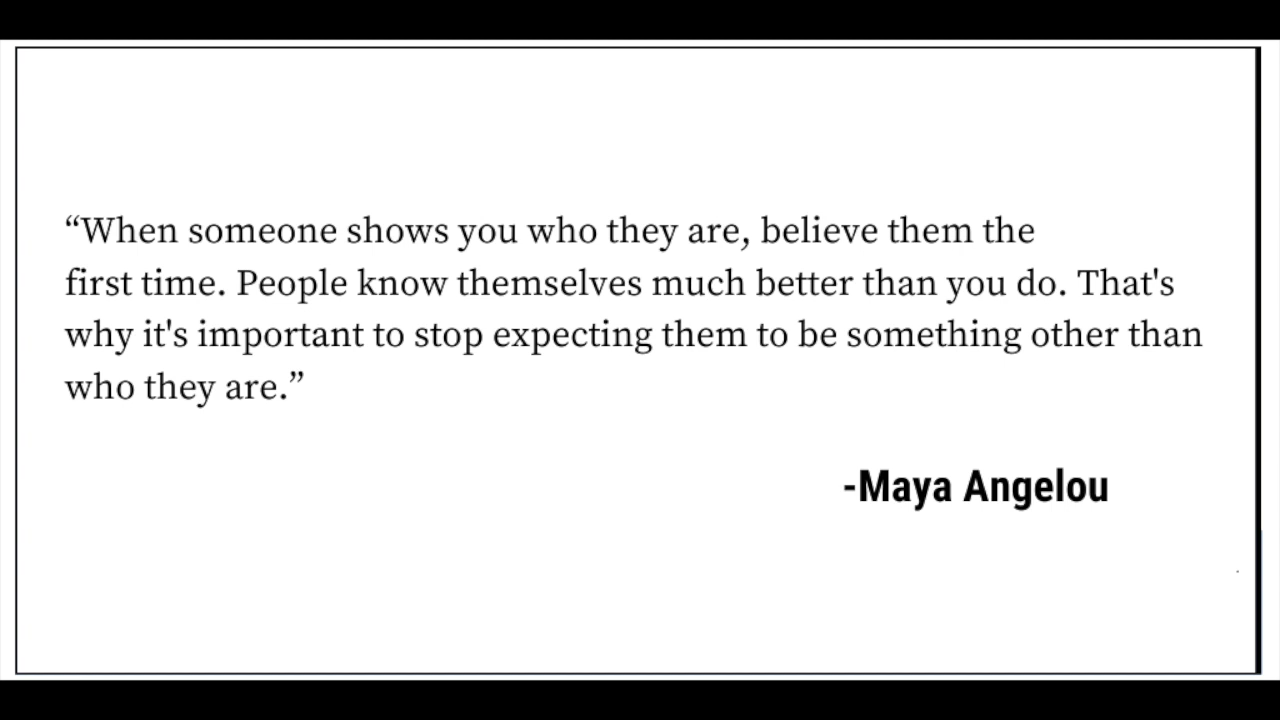 “When someone shows you who they are, believe them the
first time. People know themselves much better than you do. That's
why it's important to stop expecting them to be something other than
who they are.”
-Maya Angelou